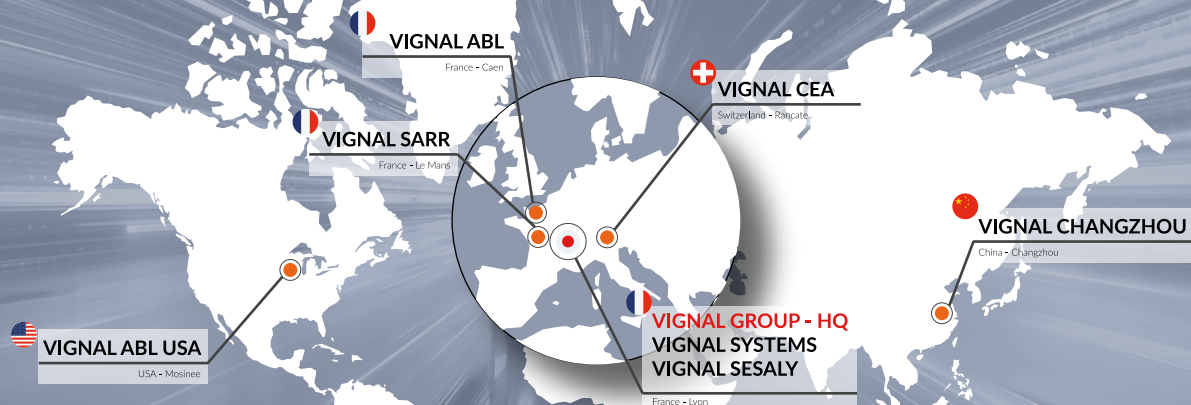 VIGNAL ABL
France - Caen
VIGNAL CEA
Switzerland - Rancate
VIGNAL SARR
France - Le Mans
VIGNAL CHANGZHOU
China - Changzhou
VIGNAL GROUP - HQ
VIGNAL SYSTEMS
VIGNAL SESALY
France - Lyon
VIGNAL ABL USA
USA - Mosinee